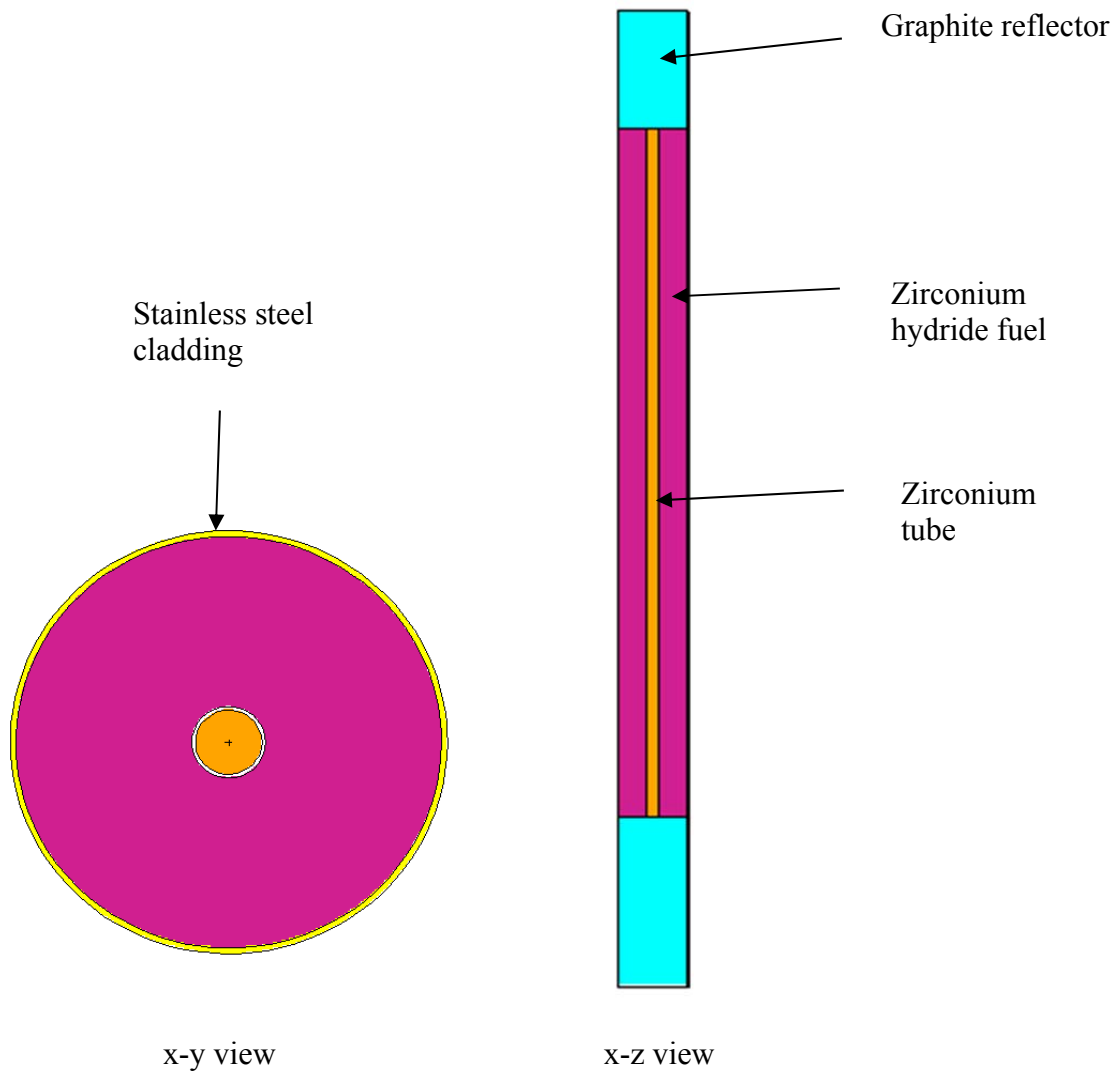 Graphite reflector
Stainless steel
cladding
Zirconium
hydride fuel
Zirconium
tube
x-y view
x-z view